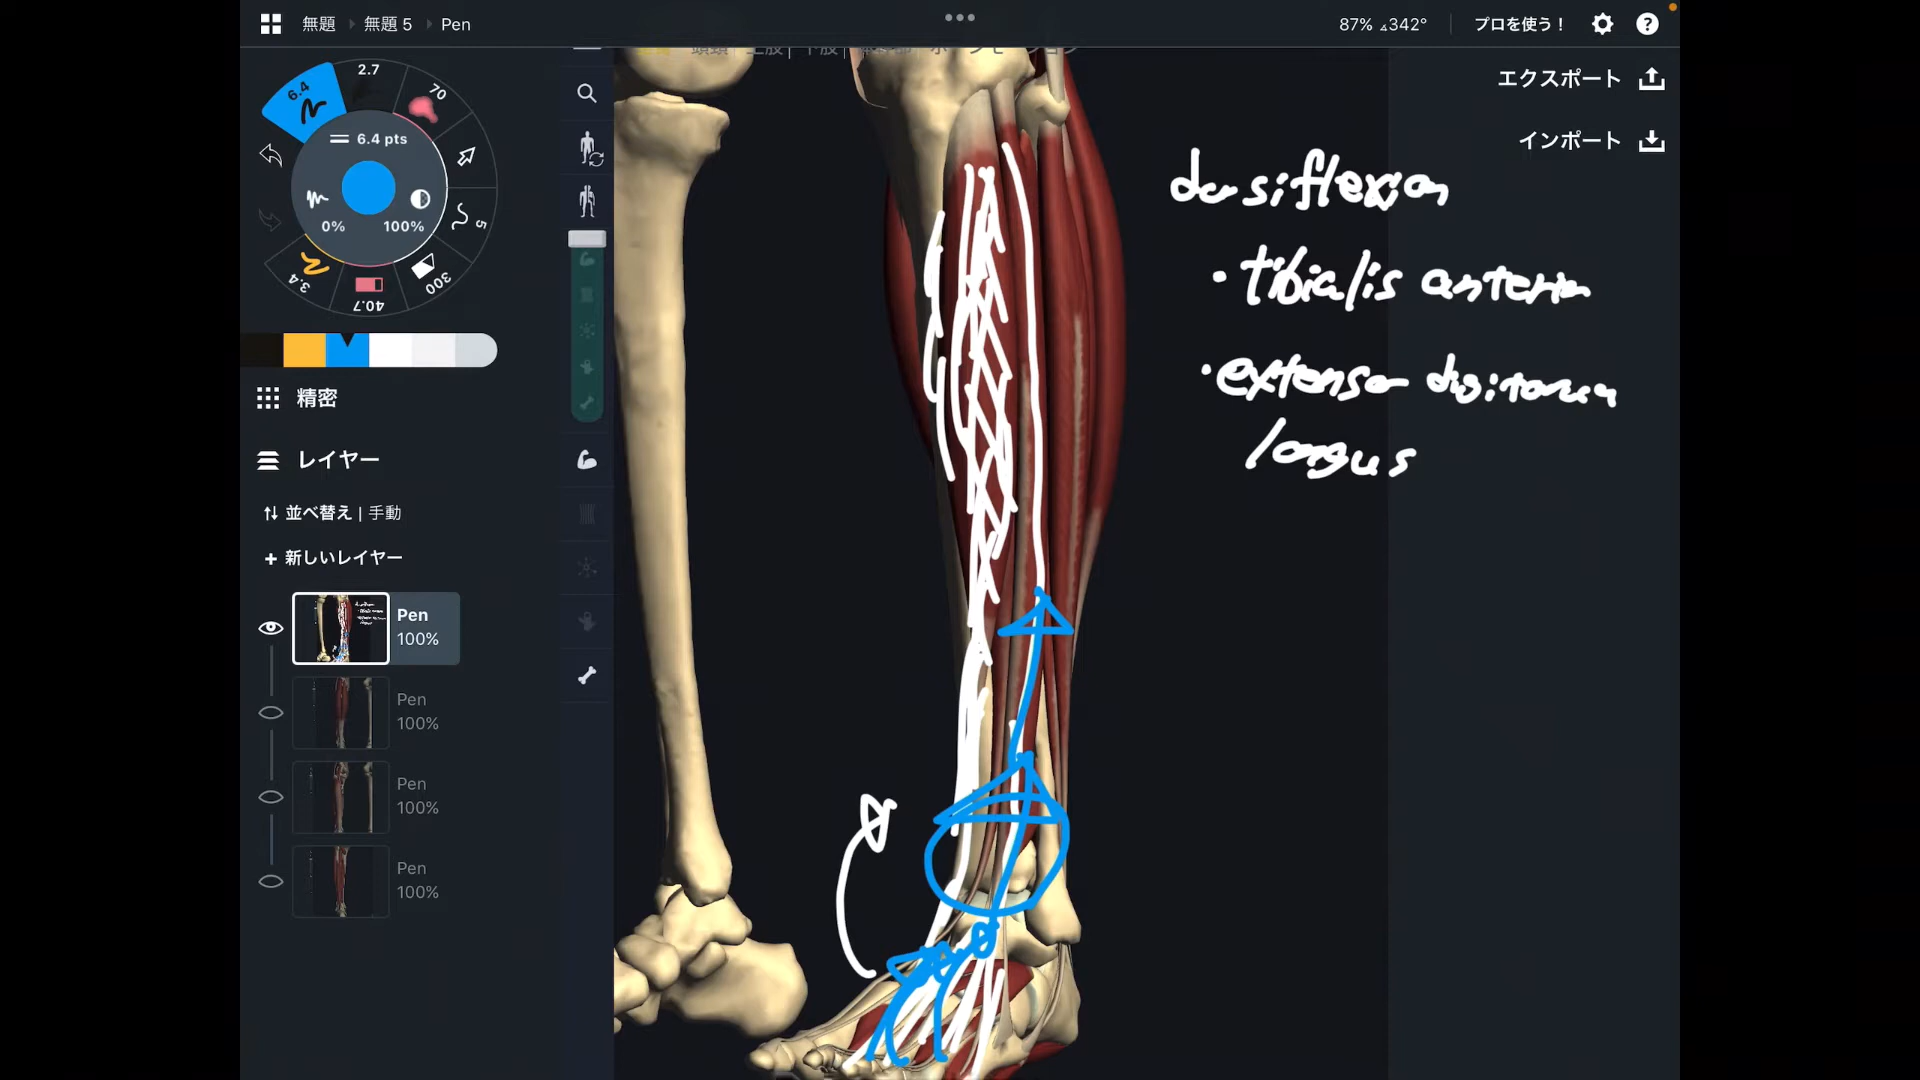 無題 › 無題 5 › Pen
87% ⦟342°
プロを使う！
エクスポート
インポート
2.7
6.4
70
5
300
40.7
3.4
6.4 pts
0%
100%
精密
レイヤー
並べ替え | 手動
+ 新しいレイヤー
Pen
100%
Pen
100%
Pen
100%
Pen
100%
dorsiflexion
・tibialis anterior
・extensor digitorum
longus